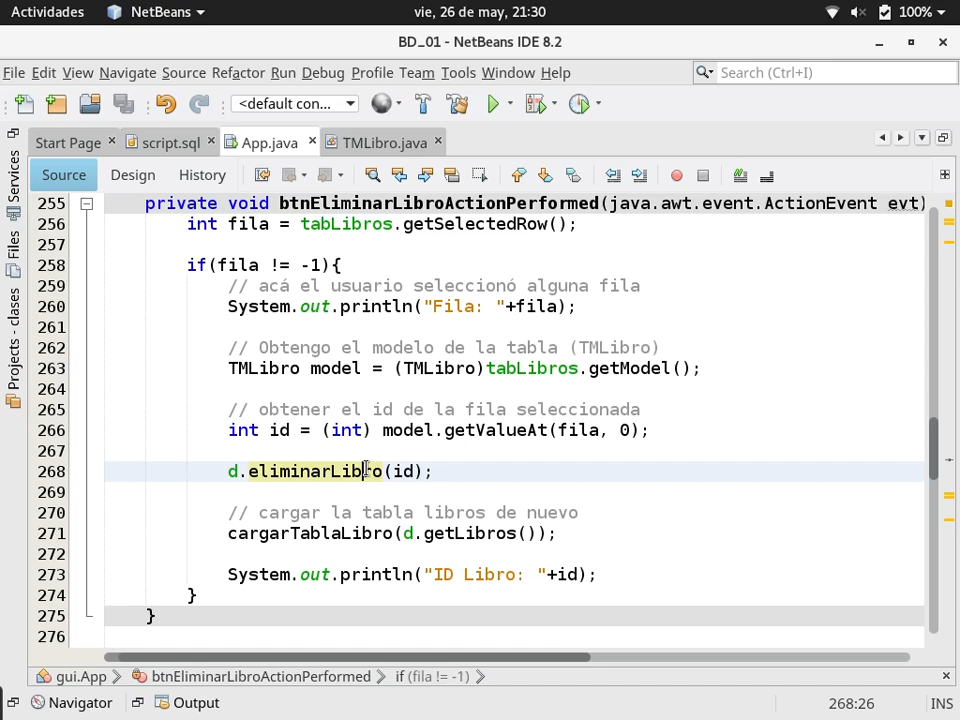 Actividades NetBeans vie, 26 de may, 21:30 100%
BD_01 - NetBeans IDE 8.2
File Edit View Navigate Source Refactor Run Debug Profile Team Tools Window Help Search (Ctrl+I)
<default con...
Start Page script.sql App.java TMLibro.java
Source Design History
Services
Files
Projects - clases
255 private void btnEliminarLibroActionPerformed(java.awt.event.ActionEvent evt)
256 int fila = tabLibros.getSelectedRow();
257
258 if(fila != -1){
259 // acá el usuario seleccionó alguna fila
260 System.out.println("Fila: "+fila);
261
262 // Obtengo el modelo de la tabla (TMLibro)
263 TMLibro model = (TMLibro)tabLibros.getModel();
264
265 // obtener el id de la fila seleccionada
266 int id = (int) model.getValueAt(fila, 0);
267
268 d.eliminarLibro(id);
269
270 // cargar la tabla libros de nuevo
271 cargarTablaLibro(d.getLibros());
272
273 System.out.println("ID Libro: "+id);
274 }
275 }
276
gui.App btnEliminarLibroActionPerformed if (fila != -1)
Navigator Output 268:26 INS